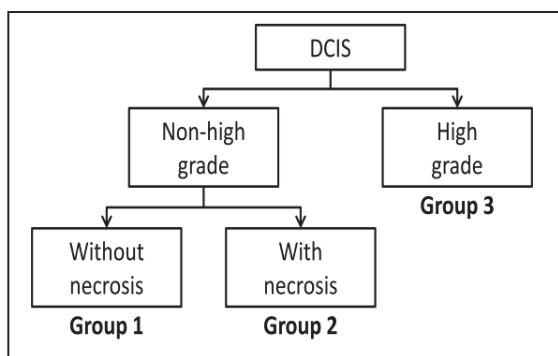 DCIS
Non-high
grade
High
grade
Group 3
Without
necrosis
Group 1
With
necrosis
Group 2